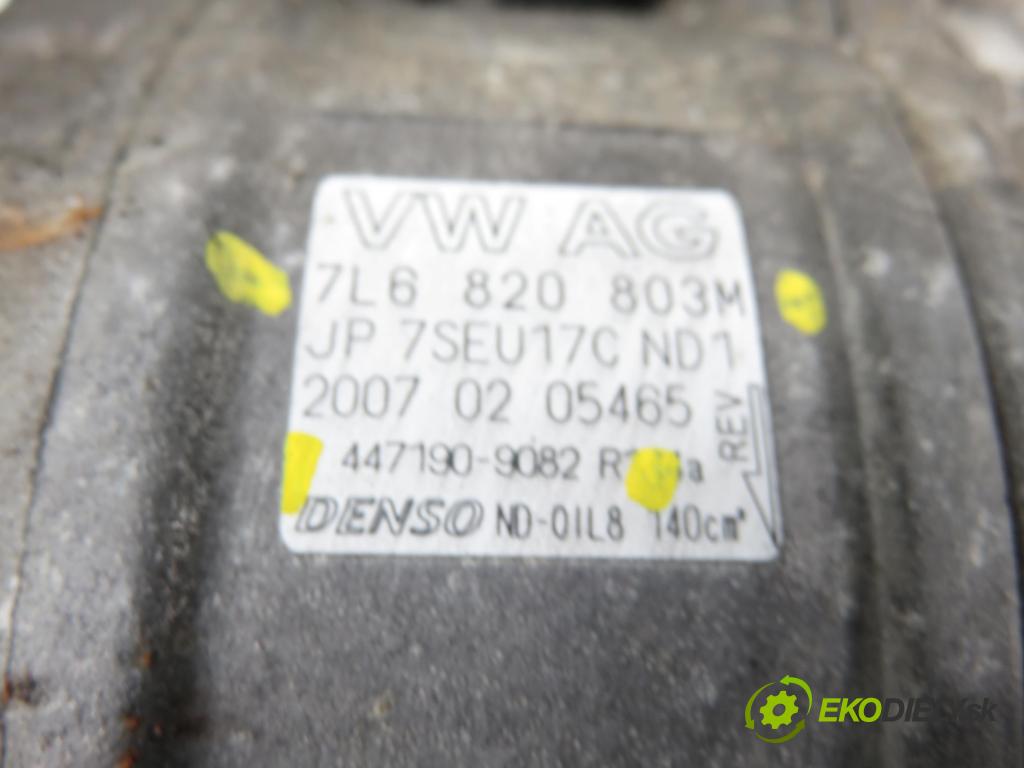 VW AG
7L6 820 803M
JP 7SEU17C ND1
2007 02 05465
447190-9082
REV
DENSO ND-OIL8 140cm³
EKODIELY.sk